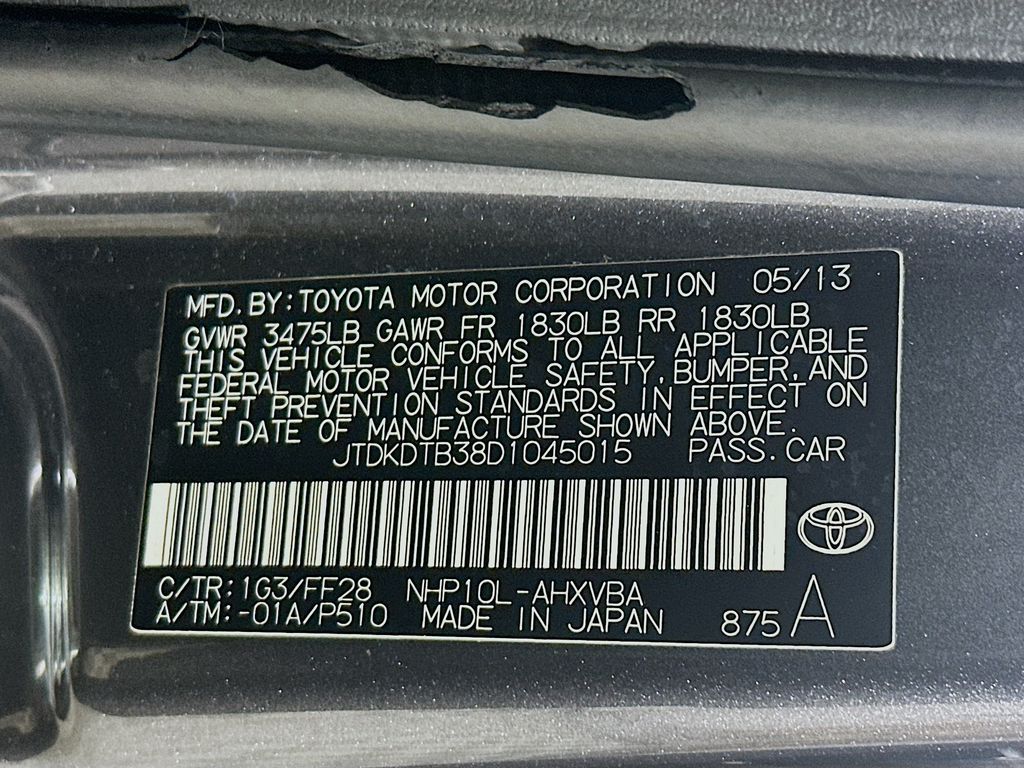 MFD. BY: TOYOTA MOTOR CORPORATION 05/13
GVWR 3475LB GAWR FR 1830LB RR 1830LB
THIS VEHICLE CONFORMS TO ALL APPLICABLE
FEDERAL MOTOR VEHICLE SAFETY, BUMPER, AND
THEFT PREVENTION STANDARDS IN EFFECT ON
THE DATE OF MANUFACTURE SHOWN ABOVE.
JTDKDTB38D1045015 PASS. CAR
C/TR: 1G3/FF28 NHP10L-AHXVBA
A/TM: -01A/P510 MADE IN JAPAN 875 A